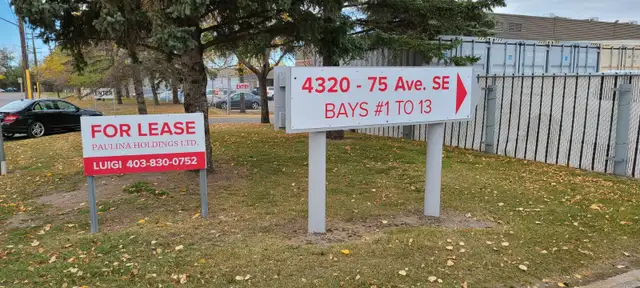 FOR LEASE
PAULINA HOLDINGS LTD.
LUIGI 403-830-0752
4320 - 75 Ave. SE
BAYS #1 TO 13